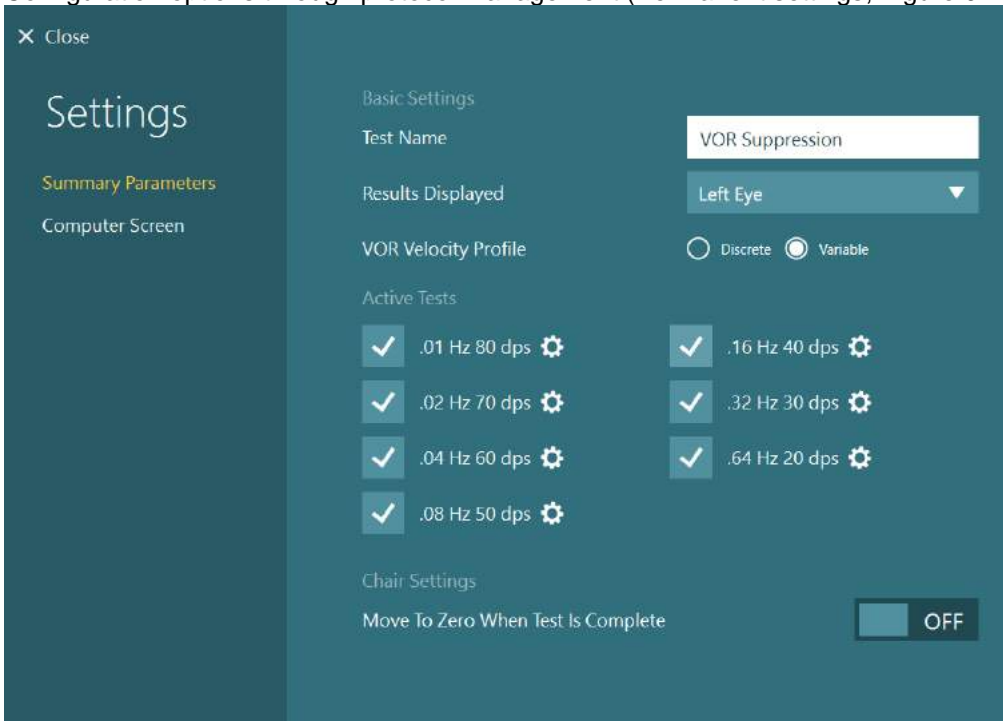 ✕ Close
Settings
Summary Parameters
Computer Screen
Basic Settings
Test Name VOR Suppression
Results Displayed Left Eye
VOR Velocity Profile Discrete Variable
Active Tests
.01 Hz 80 dps .16 Hz 40 dps
.02 Hz 70 dps .32 Hz 30 dps
.04 Hz 60 dps .64 Hz 20 dps
.08 Hz 50 dps
Chair Settings
Move To Zero When Test Is Complete OFF